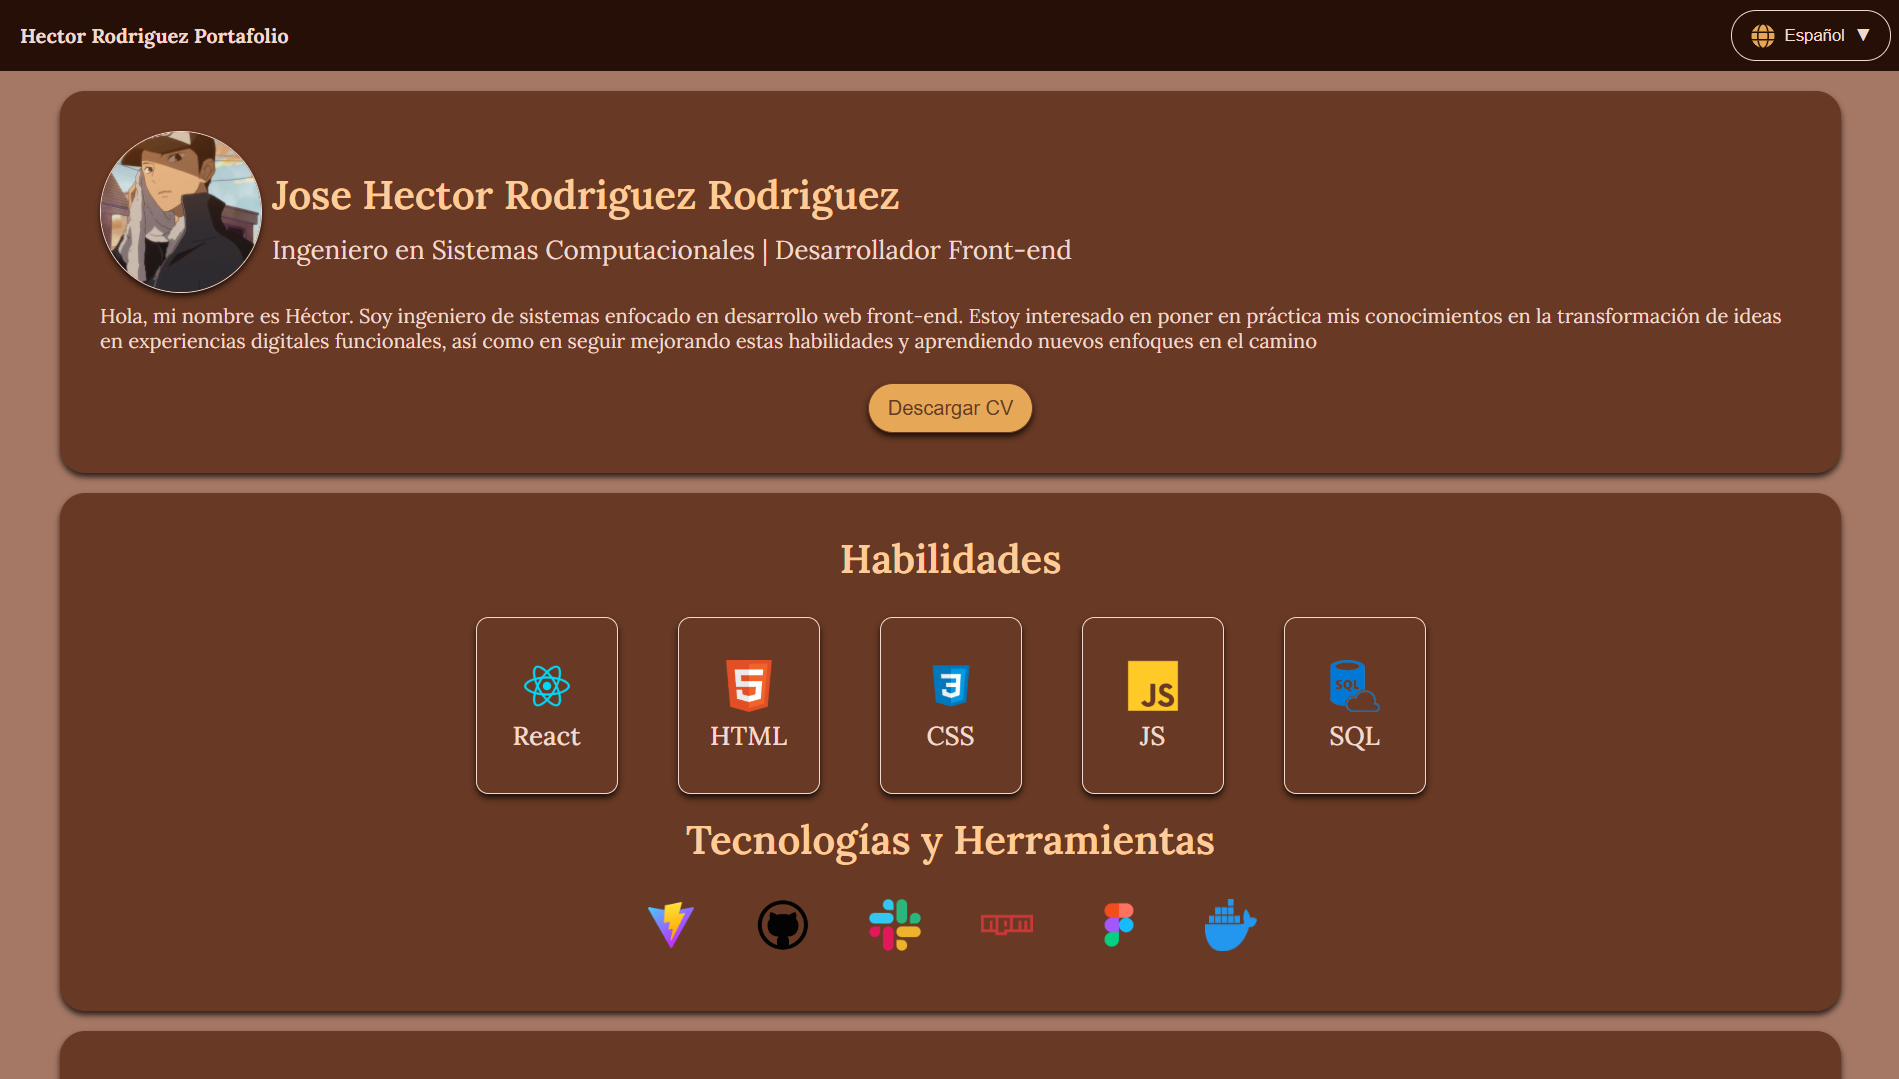 Hector Rodriguez Portafolio
Español ▼
Jose Hector Rodriguez Rodriguez
Ingeniero en Sistemas Computacionales | Desarrollador Front-end
Hola, mi nombre es Héctor. Soy ingeniero de sistemas enfocado en desarrollo web front-end. Estoy interesado en poner en práctica mis conocimientos en la transformación de ideas
en experiencias digitales funcionales, así como en seguir mejorando estas habilidades y aprendiendo nuevos enfoques en el camino
Descargar CV
Habilidades
5
3
JS
SQL
React
HTML
CSS
JS
SQL
Tecnologías y Herramientas
npm